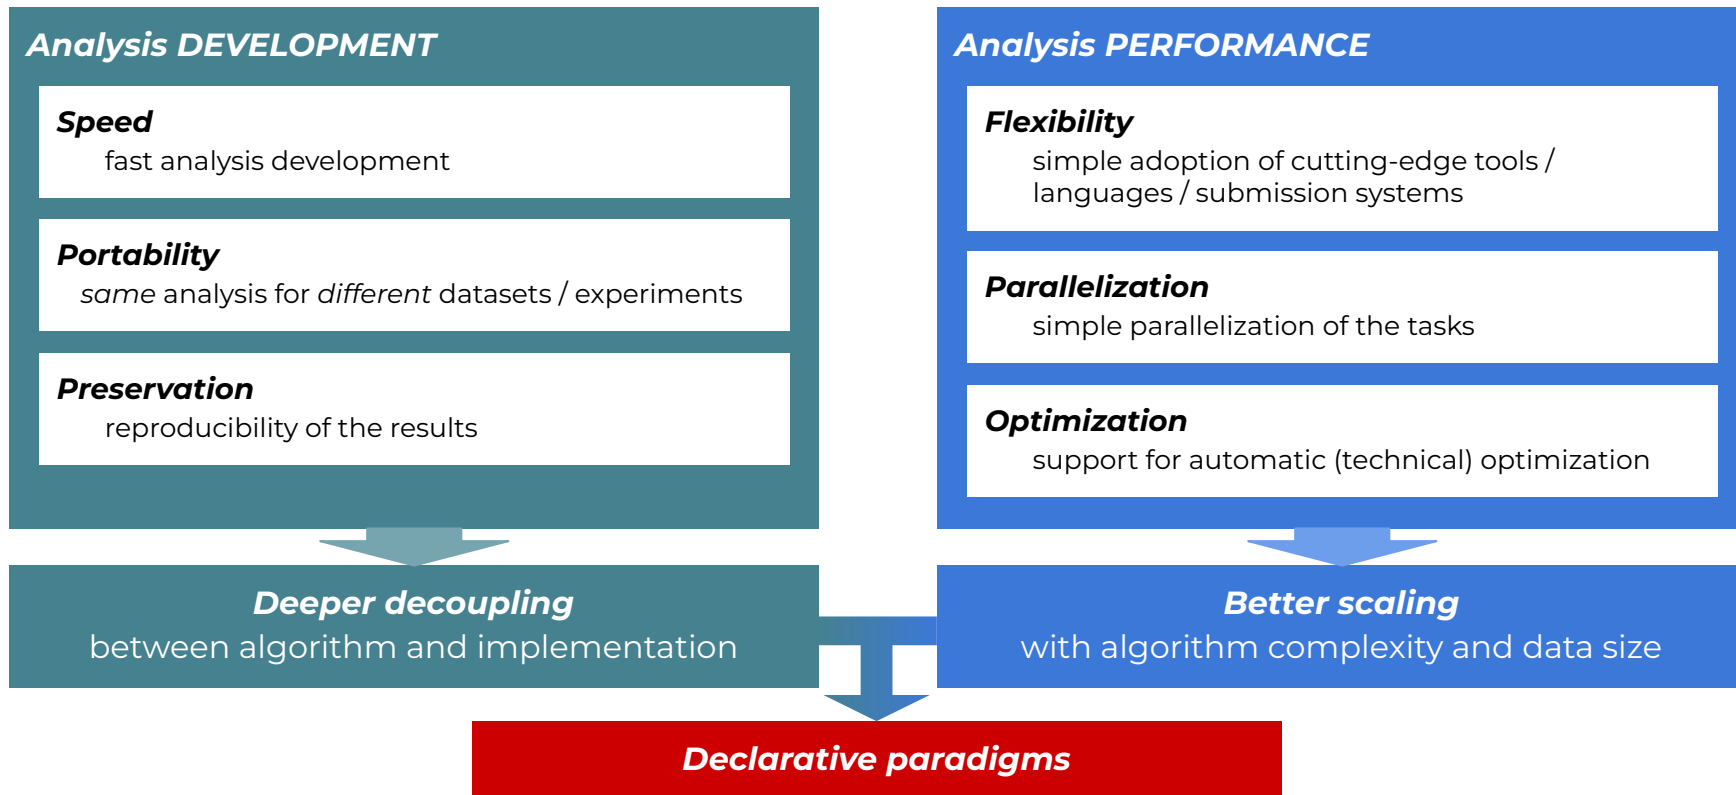 Analysis DEVELOPMENT
Speed
fast analysis development
Portability
same analysis for different datasets / experiments
Preservation
reproducibility of the results
Deeper decoupling
between algorithm and implementation
Analysis PERFORMANCE
Flexibility
simple adoption of cutting-edge tools /
languages / submission systems
Parallelization
simple parallelization of the tasks
Optimization
support for automatic (technical) optimization
Better scaling
with algorithm complexity and data size
Declarative paradigms